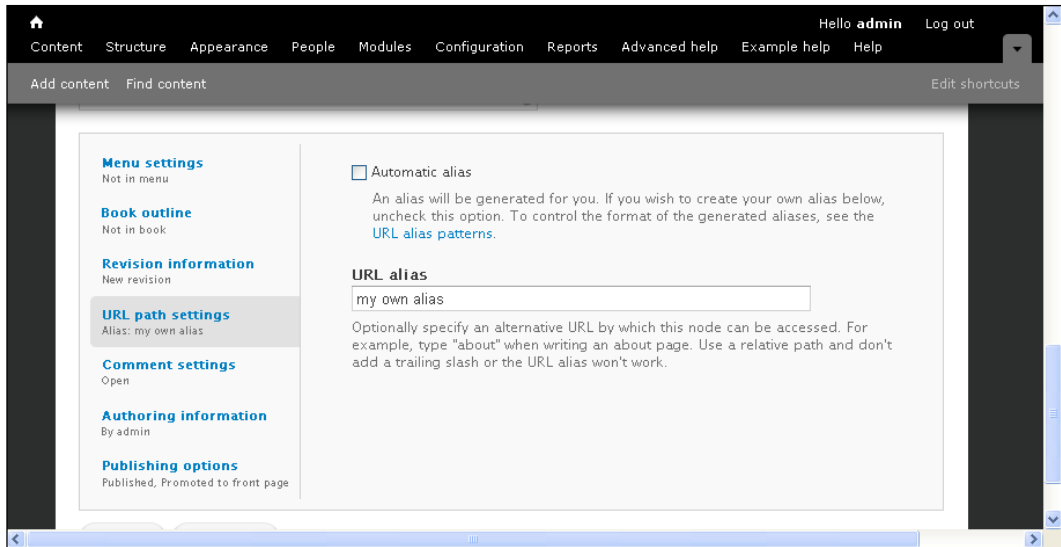 Hello admin Log out
Content Structure Appearance People Modules Configuration Reports Advanced help Example help Help
Add content Find content Edit shortcuts
Menu settings
Not in menu
Book outline
Not in book
Revision information
New revision
URL path settings
Alias: my own alias
Comment settings
Open
Authoring information
By admin
Publishing options
Published, Promoted to front page
Automatic alias
An alias will be generated for you. If you wish to create your own alias below,
uncheck this option. To control the format of the generated aliases, see the
URL alias patterns.
URL alias
my own alias
Optionally specify an alternative URL by which this node can be accessed. For
example, type "about" when writing an about page. Use a relative path and don't
add a trailing slash or the URL alias won't work.